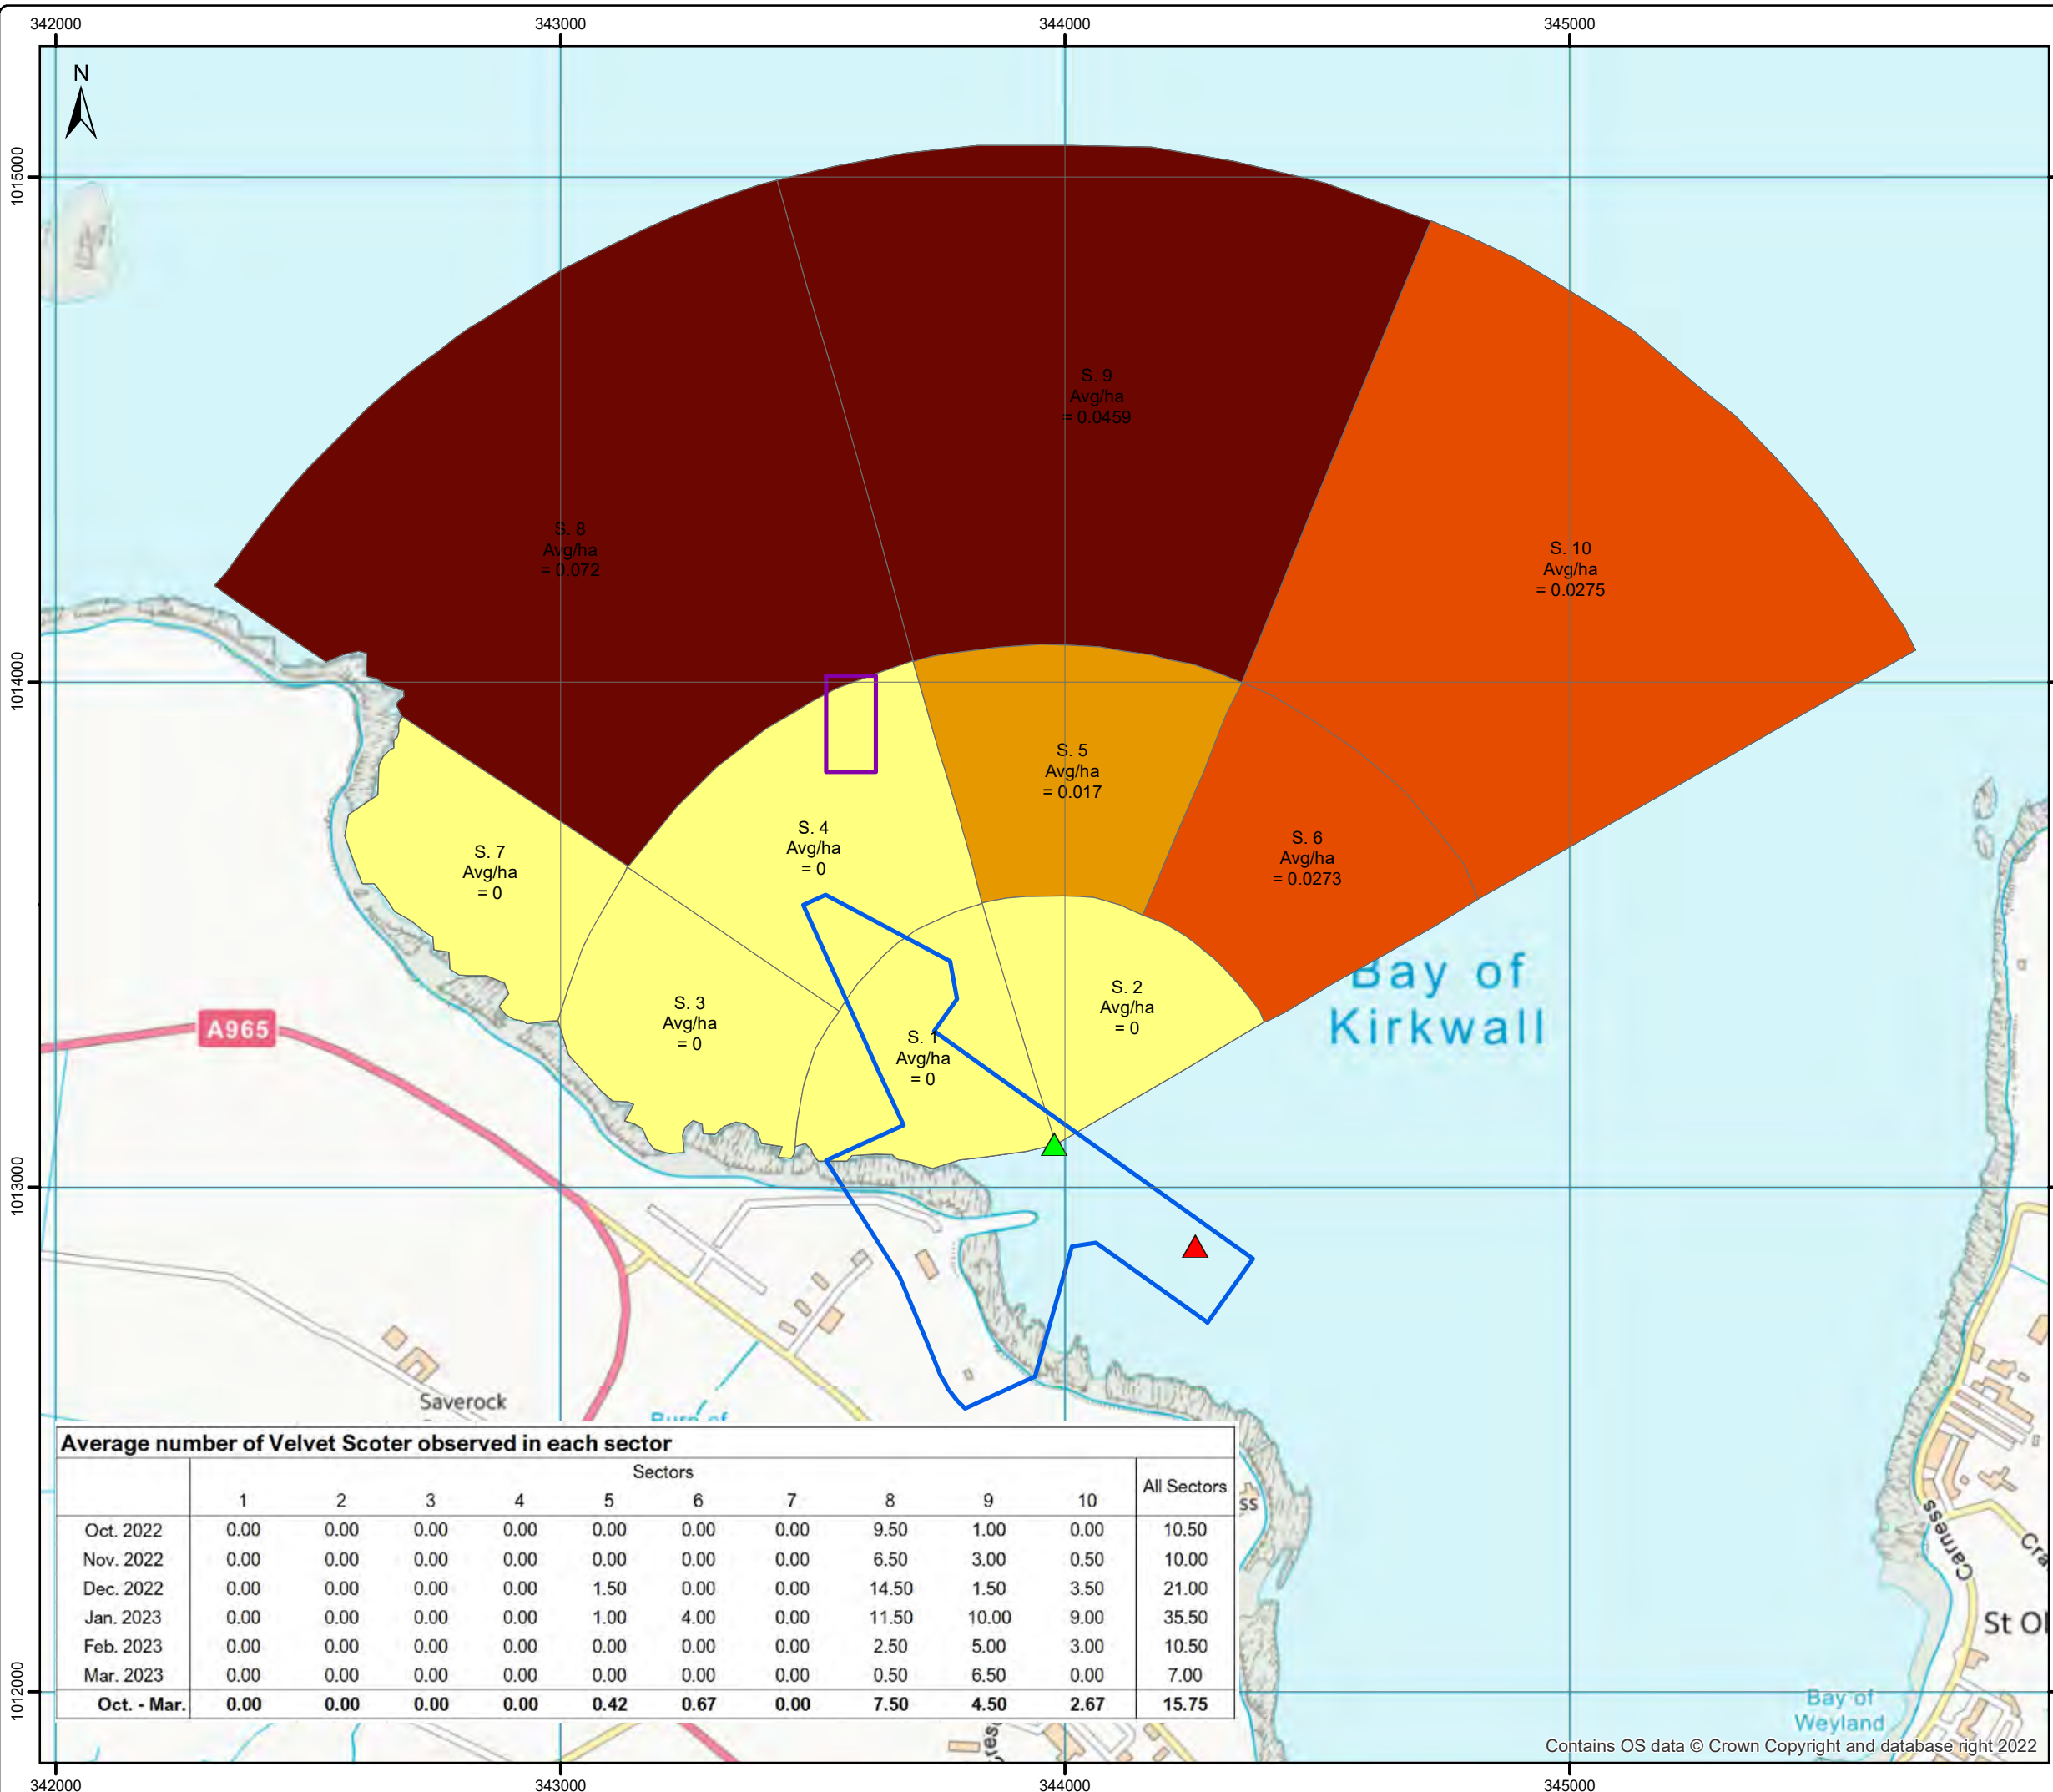 342000 343000 344000 345000
N
1015000
1014000
1013000
1012000
S. 9
Avg/ha
= 0.0459
S. 8
Avg/ha
= 0.072
S. 10
Avg/ha
= 0.0275
S. 5
Avg/ha
= 0.017
S. 4
Avg/ha
= 0
S. 6
Avg/ha
= 0.0273
S. 7
Avg/ha
= 0
S. 3
Avg/ha
= 0
S. 2
Avg/ha
= 0
S. 1
Avg/ha
= 0
Bay of
Kirkwall
A965
Saverock
Burn of
Average number of Velvet Scoter observed in each sector
Sectors
1 2 3 4 5 6 7 8 9 10 All Sectors
Oct. 2022 0.00 0.00 0.00 0.00 0.00 0.00 0.00 9.50 1.00 0.00 10.50
Nov. 2022 0.00 0.00 0.00 0.00 0.00 0.00 0.00 6.50 3.00 0.50 10.00
Dec. 2022 0.00 0.00 0.00 0.00 1.50 0.00 0.00 14.50 1.50 3.50 21.00
Jan. 2023 0.00 0.00 0.00 0.00 1.00 4.00 0.00 11.50 10.00 9.00 35.50
Feb. 2023 0.00 0.00 0.00 0.00 0.00 0.00 0.00 2.50 5.00 3.00 10.50
Mar. 2023 0.00 0.00 0.00 0.00 0.00 0.00 0.00 0.50 6.50 0.00 7.00
Oct. - Mar. 0.00 0.00 0.00 0.00 0.42 0.67 0.00 7.50 4.50 2.67 15.75
ss
Carness
Cra
St Ol
Bay of
Weyland
Contains OS data © Crown Copyright and database right 2022
342000 343000 344000 345000